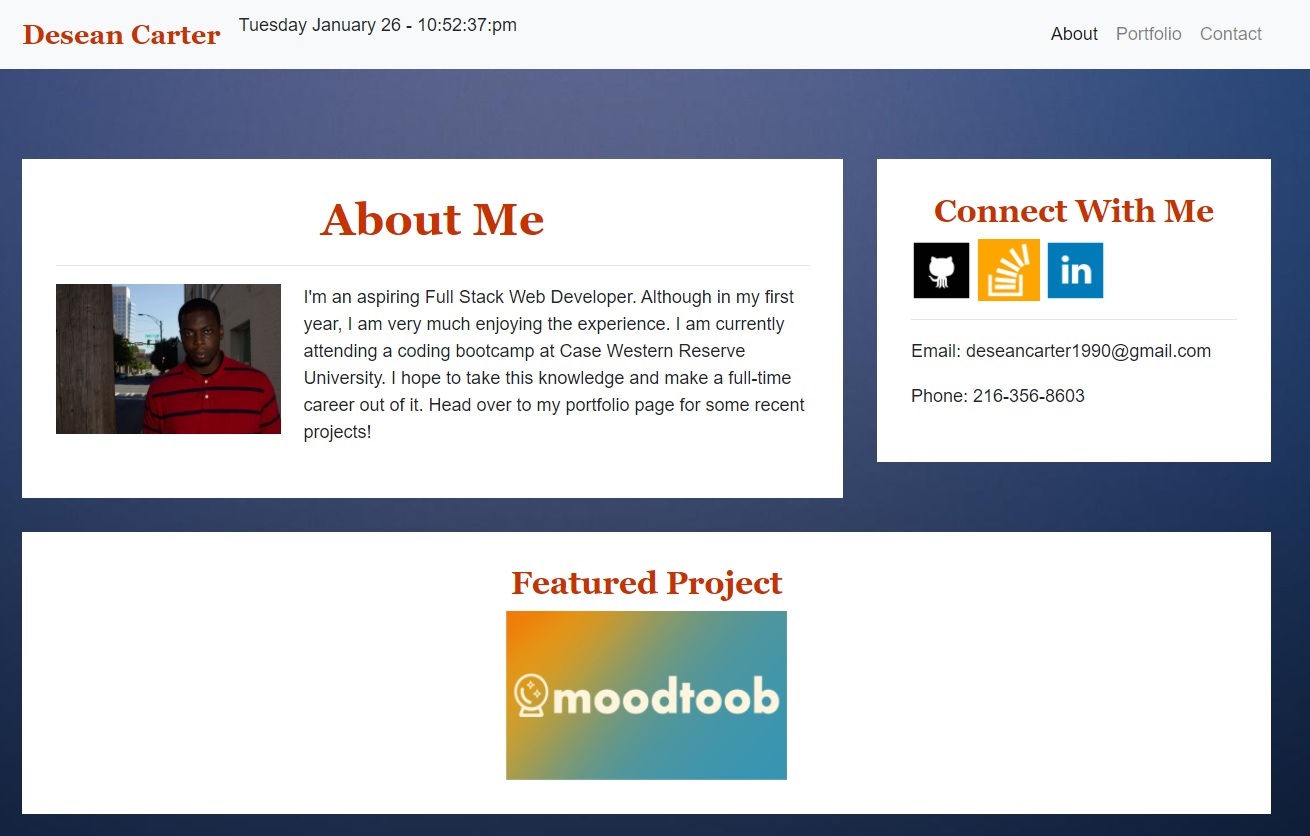 Desean Carter
Tuesday January 26 - 10:52:37:pm
About Portfolio Contact
About Me
I'm an aspiring Full Stack Web Developer. Although in my first
year, I am very much enjoying the experience. I am currently
attending a coding bootcamp at Case Western Reserve
University. I hope to take this knowledge and make a full-time
career out of it. Head over to my portfolio page for some recent
projects!
Connect With Me
in
Email: deseancarter1990@gmail.com
Phone: 216-356-8603
Featured Project
moodtoob